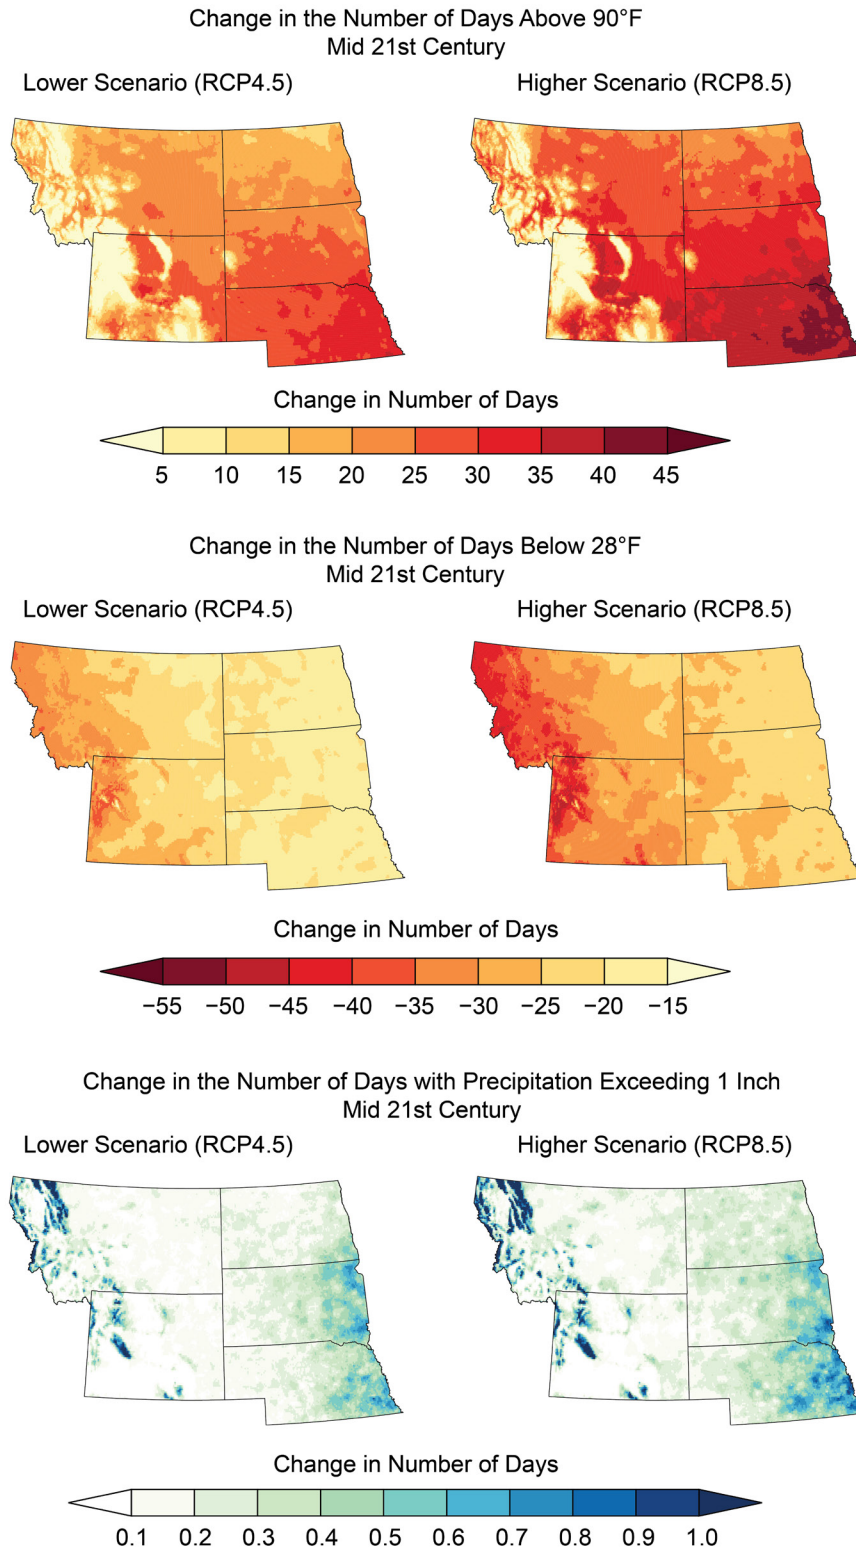 Change in the Number of Days Above 90°F
Mid 21st Century
Lower Scenario (RCP4.5)
Higher Scenario (RCP8.5)
Change in Number of Days
5 10 15 20 25 30 35 40 45
Change in the Number of Days Below 28°F
Mid 21st Century
Lower Scenario (RCP4.5)
Higher Scenario (RCP8.5)
Change in Number of Days
−55 −50 −45 −40 −35 −30 −25 −20 −15
Change in the Number of Days with Precipitation Exceeding 1 Inch
Mid 21st Century
Lower Scenario (RCP4.5)
Higher Scenario (RCP8.5)
Change in Number of Days
0.1 0.2 0.3 0.4 0.5 0.6 0.7 0.8 0.9 1.0